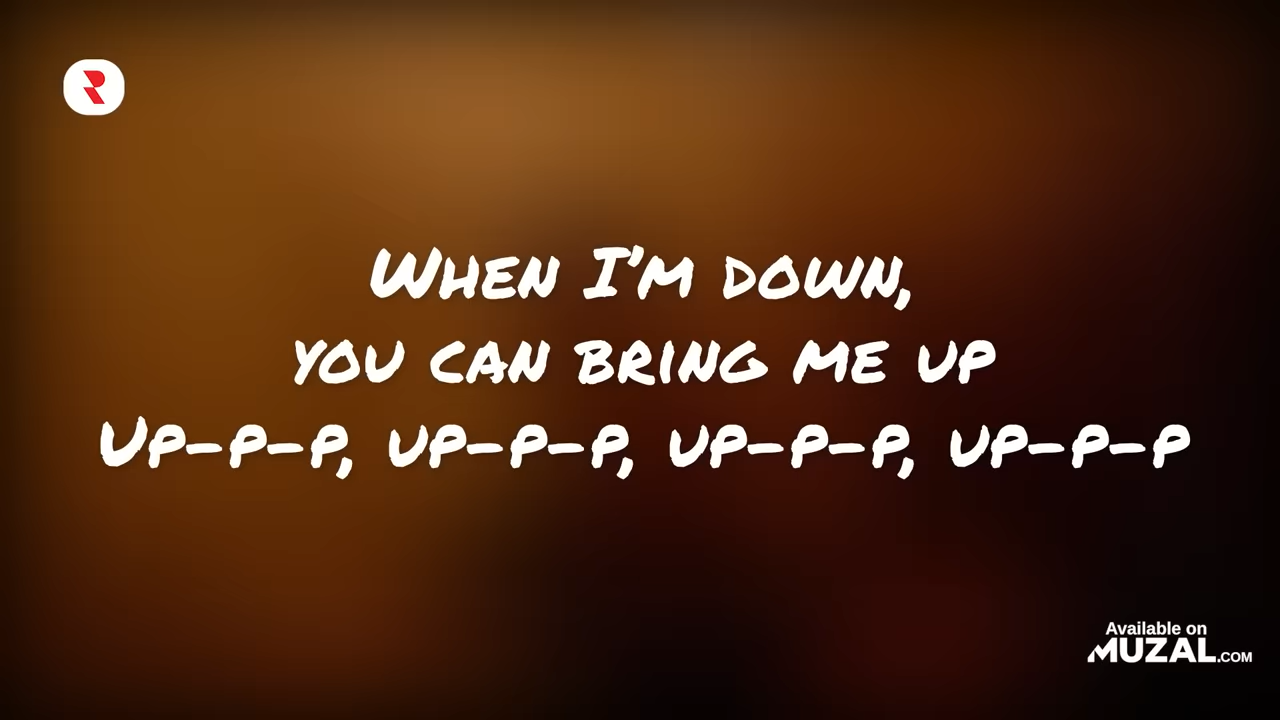 When I'm down,
you can bring me up
Up-p-p, up-p-p, up-p-p, up-p-p
Available on
MUZAL.COM